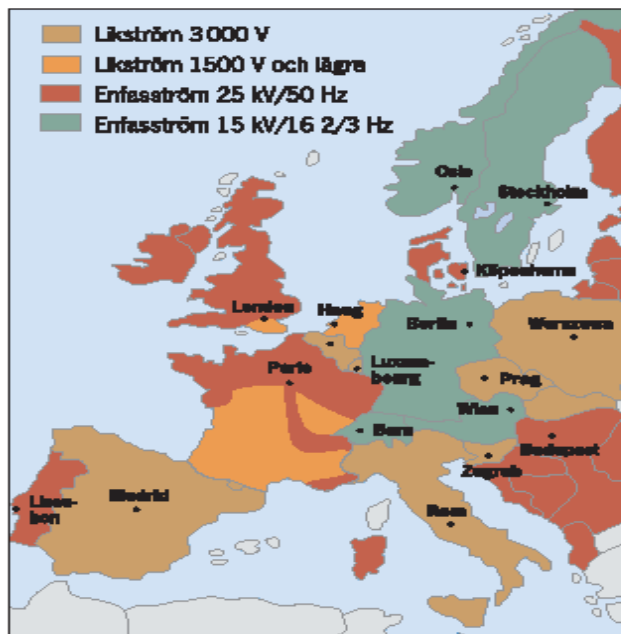 Likström 3 000 V
Likström 1500 V och lägre
Enfasström 25 kV/50 Hz
Enfasström 15 kV/16 2/3 Hz
Oslo
Stockholm
Köpenhamn
London
Haag
Berlin
Warszawa
Paris
Luxem-
bourg
Prag
Wien
Bern
Budapest
Zagreb
Lissa-
bon
Madrid
Rom